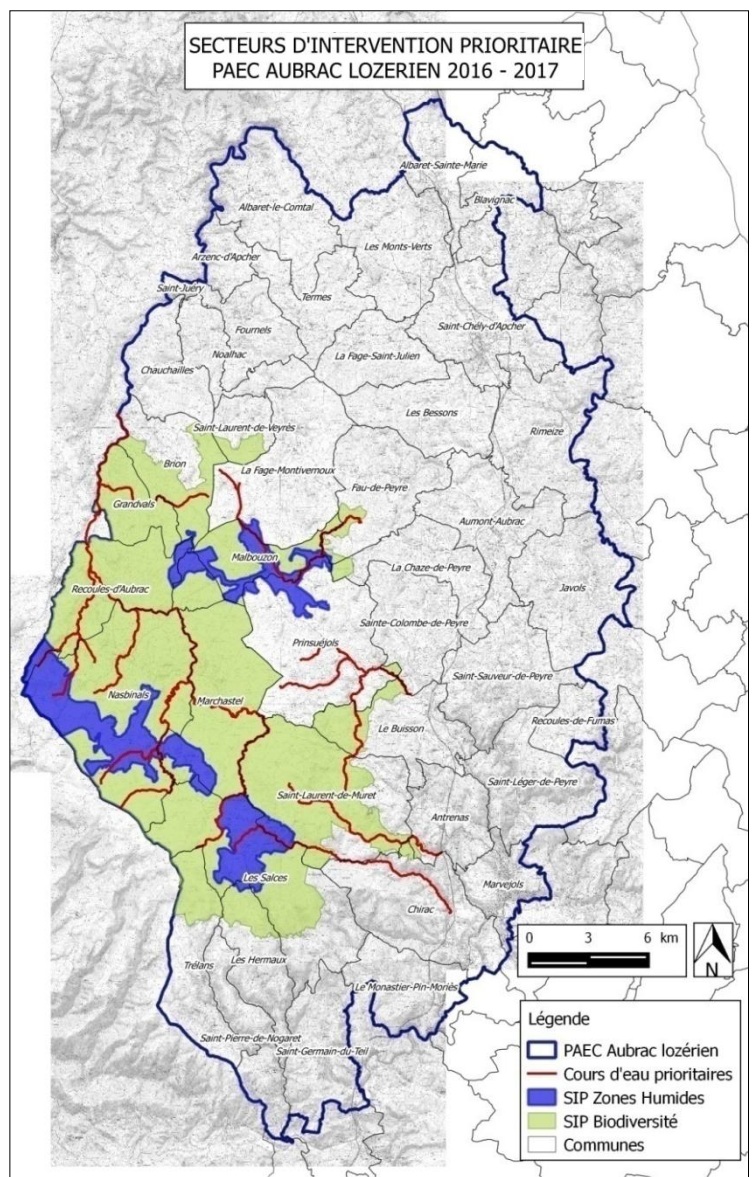 SECTEURS D'INTERVENTION PRIORITAIRE
PAEC AUBRAC LOZERIEN 2016 - 2017
Albaret-Sainte-Marie
Blavignac
Albaret-le-Comtal
Les Monts-Verts
Arzenc-d'Apcher
Saint-Juéry
Termes
Fournels
Saint-Chély-d'Apcher
Noalhac
La Fage-Saint-Julien
Chauchailles
Les Bessons
Saint-Laurent-de-Veyrès
Rimeize
Brion
La Fage-Montivernoux
Fau-de-Peyre
Grandvals
Aumont-Aubrac
Malbouzon
La Chaze-de-Peyre
Recoules-d'Aubrac
Javols
Sainte-Colombe-de-Peyre
Prinsuéjols
Saint-Sauveur-de-Peyre
Nasbinals
Marchastel
Recoules-de-Fumas
Le Buisson
Saint-Léger-de-Peyre
Saint-Laurent-de-Muret
Antrenas
Les Salces
Marvejols
Chirac
0 3 6 km
N
Les Hermaux
Trélans
Le Monastier-Pin-Moriès
Saint-Pierre-de-Nogaret
Saint-Germain-du-Teil
Légende
PAEC Aubrac lozérien
Cours d'eau prioritaires
SIP Zones Humides
SIP Biodiversité
Communes